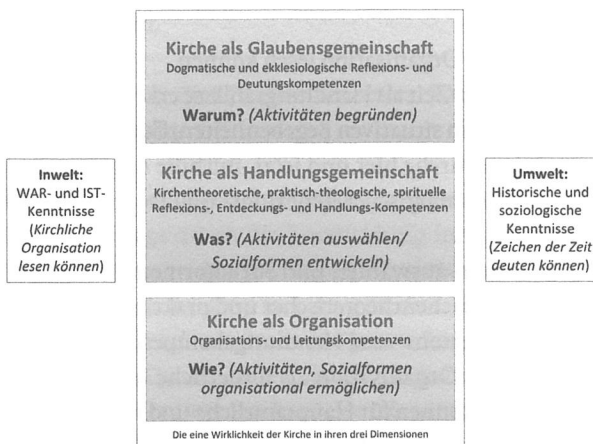 Kirche als Glaubensgemeinschaft
Dogmatische und ekklesiologische Reflexions- und
Deutungskompetenzen
Warum? (Aktivitäten begründen)
Inwelt:
WAR- und IST-
Kenntnisse
(Kirchliche
Organisation
lesen können)
Kirche als Handlungsgemeinschaft
Kirchentheoretische, praktisch-theologische, spirituelle
Reflexions-, Entdeckungs- und Handlungs-Kompetenzen
Was? (Aktivitäten auswählen/
Sozialformen entwickeln)
Umwelt:
Historische und
soziologische
Kenntnisse
(Zeichen der Zeit
deuten können)
Kirche als Organisation
Organisations- und Leitungskompetenzen
Wie? (Aktivitäten, Sozialformen
organisational ermöglichen)
Die eine Wirklichkeit der Kirche in ihren drei Dimensionen